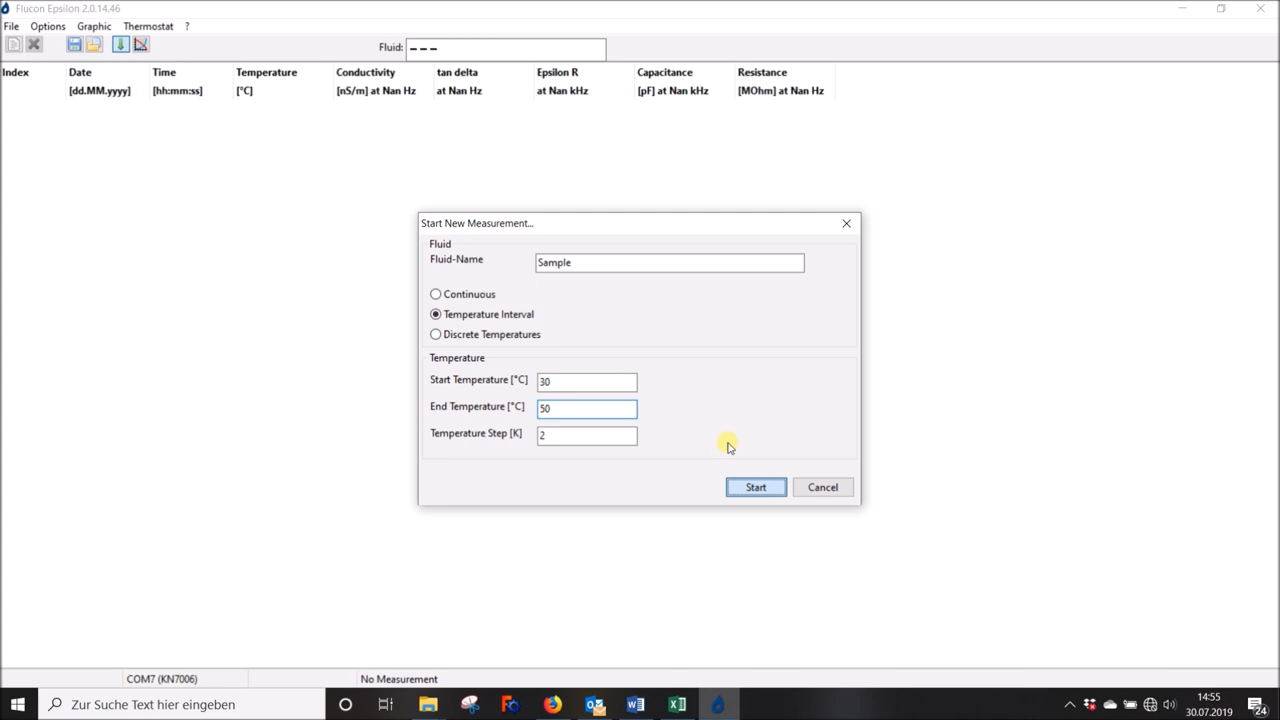 Flucon Epsilon 2.0.14.46
File Options Graphic Thermostat ?
Fluid: – – –
Index Date Time Temperature Conductivity tan delta Epsilon R Capacitance Resistance
[dd.MM.yyyy] [hh:mm:ss] [°C] [nS/m] at Nan Hz at Nan Hz at Nan kHz [pF] at Nan kHz [MOhm] at Nan Hz
Start New Measurement...
Fluid
Fluid-Name Sample
Continuous
Temperature Interval
Discrete Temperatures
Temperature
Start Temperature [°C] 30
End Temperature [°C] 50
Temperature Step [K] 2
Start Cancel
COM7 (KN7006) No Measurement
Zur Suche Text hier eingeben
14:55
30.07.2019
24